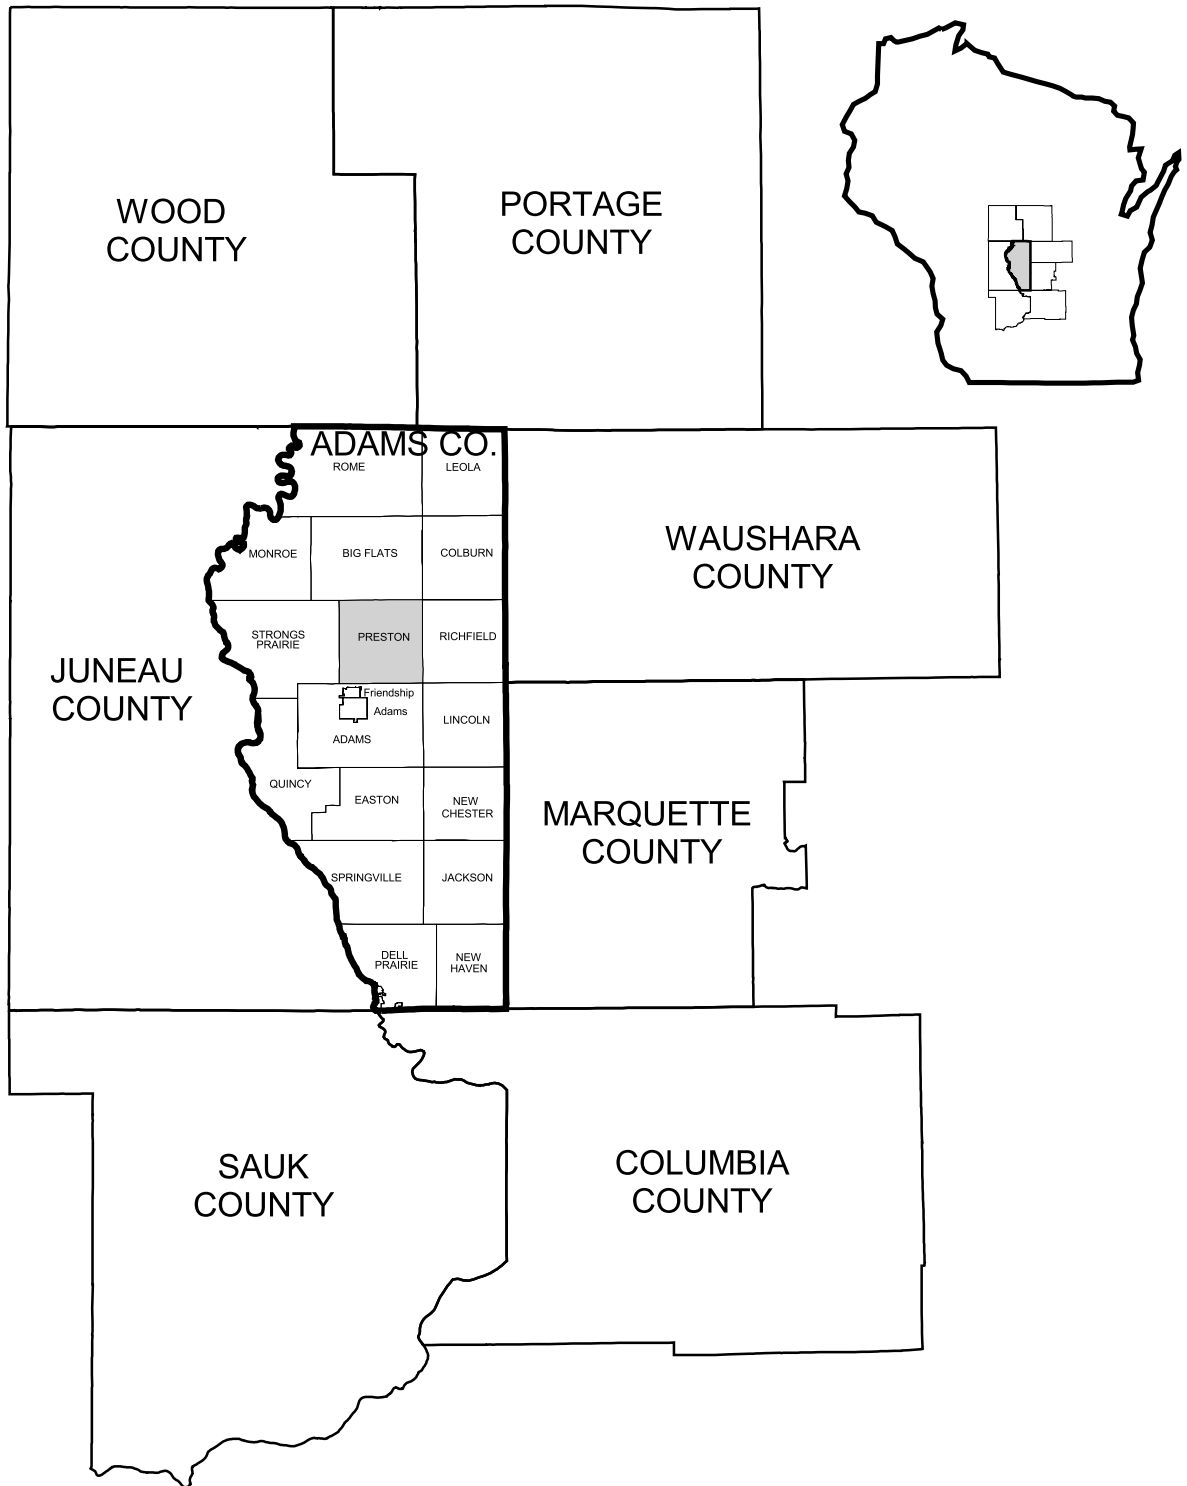 WOOD
COUNTY
PORTAGE
COUNTY
ADAMS CO.
ROME
LEOLA
MONROE
BIG FLATS
COLBURN
WAUSHARA
COUNTY
STRONGS
PRAIRIE
PRESTON
RICHFIELD
JUNEAU
COUNTY
Friendship
Adams
LINCOLN
ADAMS
QUINCY
EASTON
NEW
CHESTER
MARQUETTE
COUNTY
SPRINGVILLE
JACKSON
DELL
PRAIRIE
NEW
HAVEN
SAUK
COUNTY
COLUMBIA
COUNTY